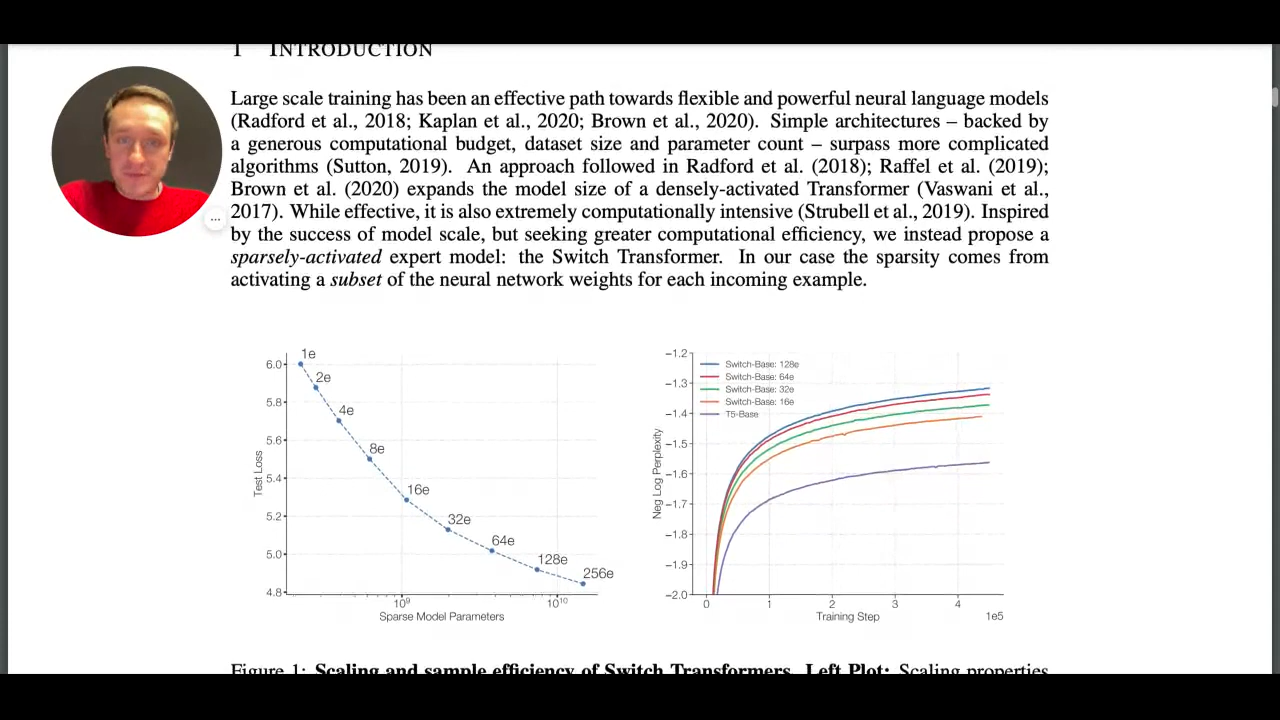 1 INTRODUCTION
Large scale training has been an effective path towards flexible and powerful neural language models
(Radford et al., 2018; Kaplan et al., 2020; Brown et al., 2020). Simple architectures – backed by
a generous computational budget, dataset size and parameter count – surpass more complicated
algorithms (Sutton, 2019). An approach followed in Radford et al. (2018); Raffel et al. (2019);
Brown et al. (2020) expands the model size of a densely-activated Transformer (Vaswani et al.,
2017). While effective, it is also extremely computationally intensive (Strubell et al., 2019). Inspired
by the success of model scale, but seeking greater computational efficiency, we instead propose a
sparsely-activated expert model: the Switch Transformer. In our case the sparsity comes from
activating a subset of the neural network weights for each incoming example.
6.0
5.8
5.6
5.4
5.2
5.0
4.8
Test Loss
1e
2e
4e
8e
16e
32e
64e
128e
256e
10⁹
10¹⁰
Sparse Model Parameters
−1.2
−1.3
−1.4
−1.5
−1.6
−1.7
−1.8
−1.9
−2.0
Neg Log Perplexity
Switch-Base: 128e
Switch-Base: 64e
Switch-Base: 32e
Switch-Base: 16e
T5-Base
0
1
2
3
4
1e5
Training Step
Figure 1: Scaling and sample efficiency of Switch Transformers. Left Plot: Scaling properties